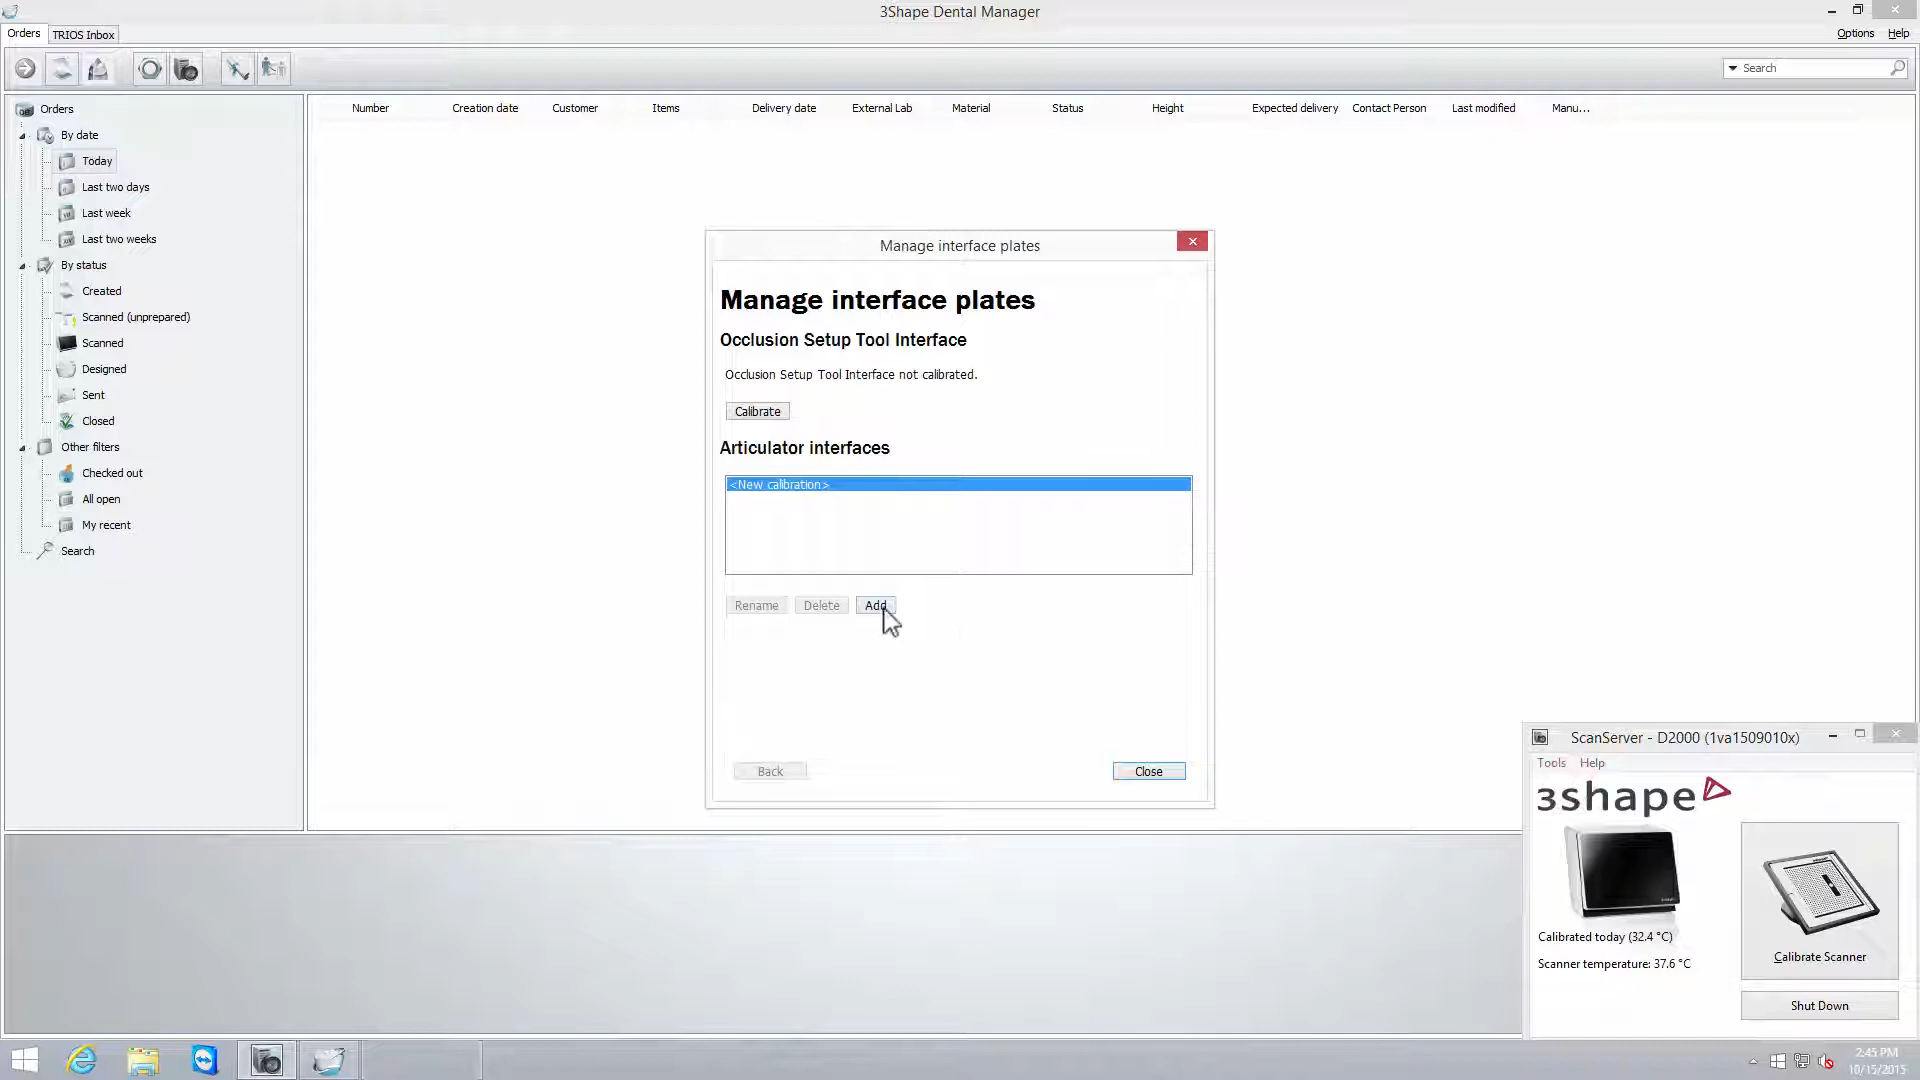 3Shape Dental Manager
Orders
TRIOS Inbox
Options
Help
Search
Orders
By date
Today
Last two days
Last week
Last two weeks
By status
Created
Scanned (unprepared)
Scanned
Designed
Sent
Closed
Other filters
Checked out
All open
My recent
Search
Number
Creation date
Customer
Items
Delivery date
External Lab
Material
Status
Height
Expected delivery
Contact Person
Last modified
Manu...
Manage interface plates
Manage interface plates
Occlusion Setup Tool Interface
Occlusion Setup Tool Interface not calibrated.
Calibrate
Articulator interfaces
<New calibration>
Rename
Delete
Add
Back
Close
ScanServer - D2000 (1va1509010x)
Tools
Help
3shape
Calibrated today (32.4 °C)
Scanner temperature: 37.6 °C
Calibrate Scanner
Shut Down
2:45 PM
10/15/2015